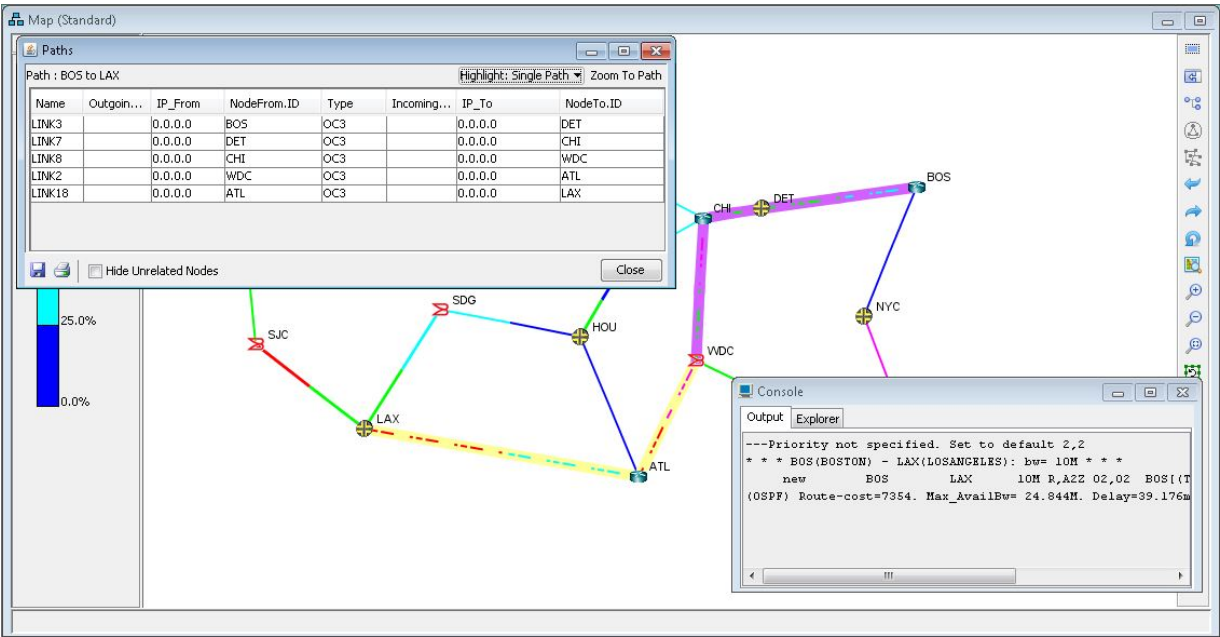 Map (Standard)
Paths
Path : BOS to LAX
Highlight: Single Path
Zoom To Path
Name Outgoin... IP_From NodeFrom.ID Type Incoming... IP_To NodeTo.ID
LINK3 0.0.0.0 BOS OC3 0.0.0.0 DET
LINK7 0.0.0.0 DET OC3 0.0.0.0 CHI
LINK8 0.0.0.0 CHI OC3 0.0.0.0 WDC
LINK2 0.0.0.0 WDC OC3 0.0.0.0 ATL
LINK18 0.0.0.0 ATL OC3 0.0.0.0 LAX
Hide Unrelated Nodes
Close
BOS
DET
CHI
SDG
NYC
25.0%
HOU
SJC
WDC
0.0%
LAX
ATL
Console
Output Explorer
---Priority not specified. Set to default 2,2
* * * BOS(BOSTON) - LAX(LOSANGELES): bw= 10M * * *
new BOS LAX 10M R,A2Z 02,02 BOS[(T
(OSPF) Route-cost=7354. Max_AvailBw= 24.844M. Delay=39.176m